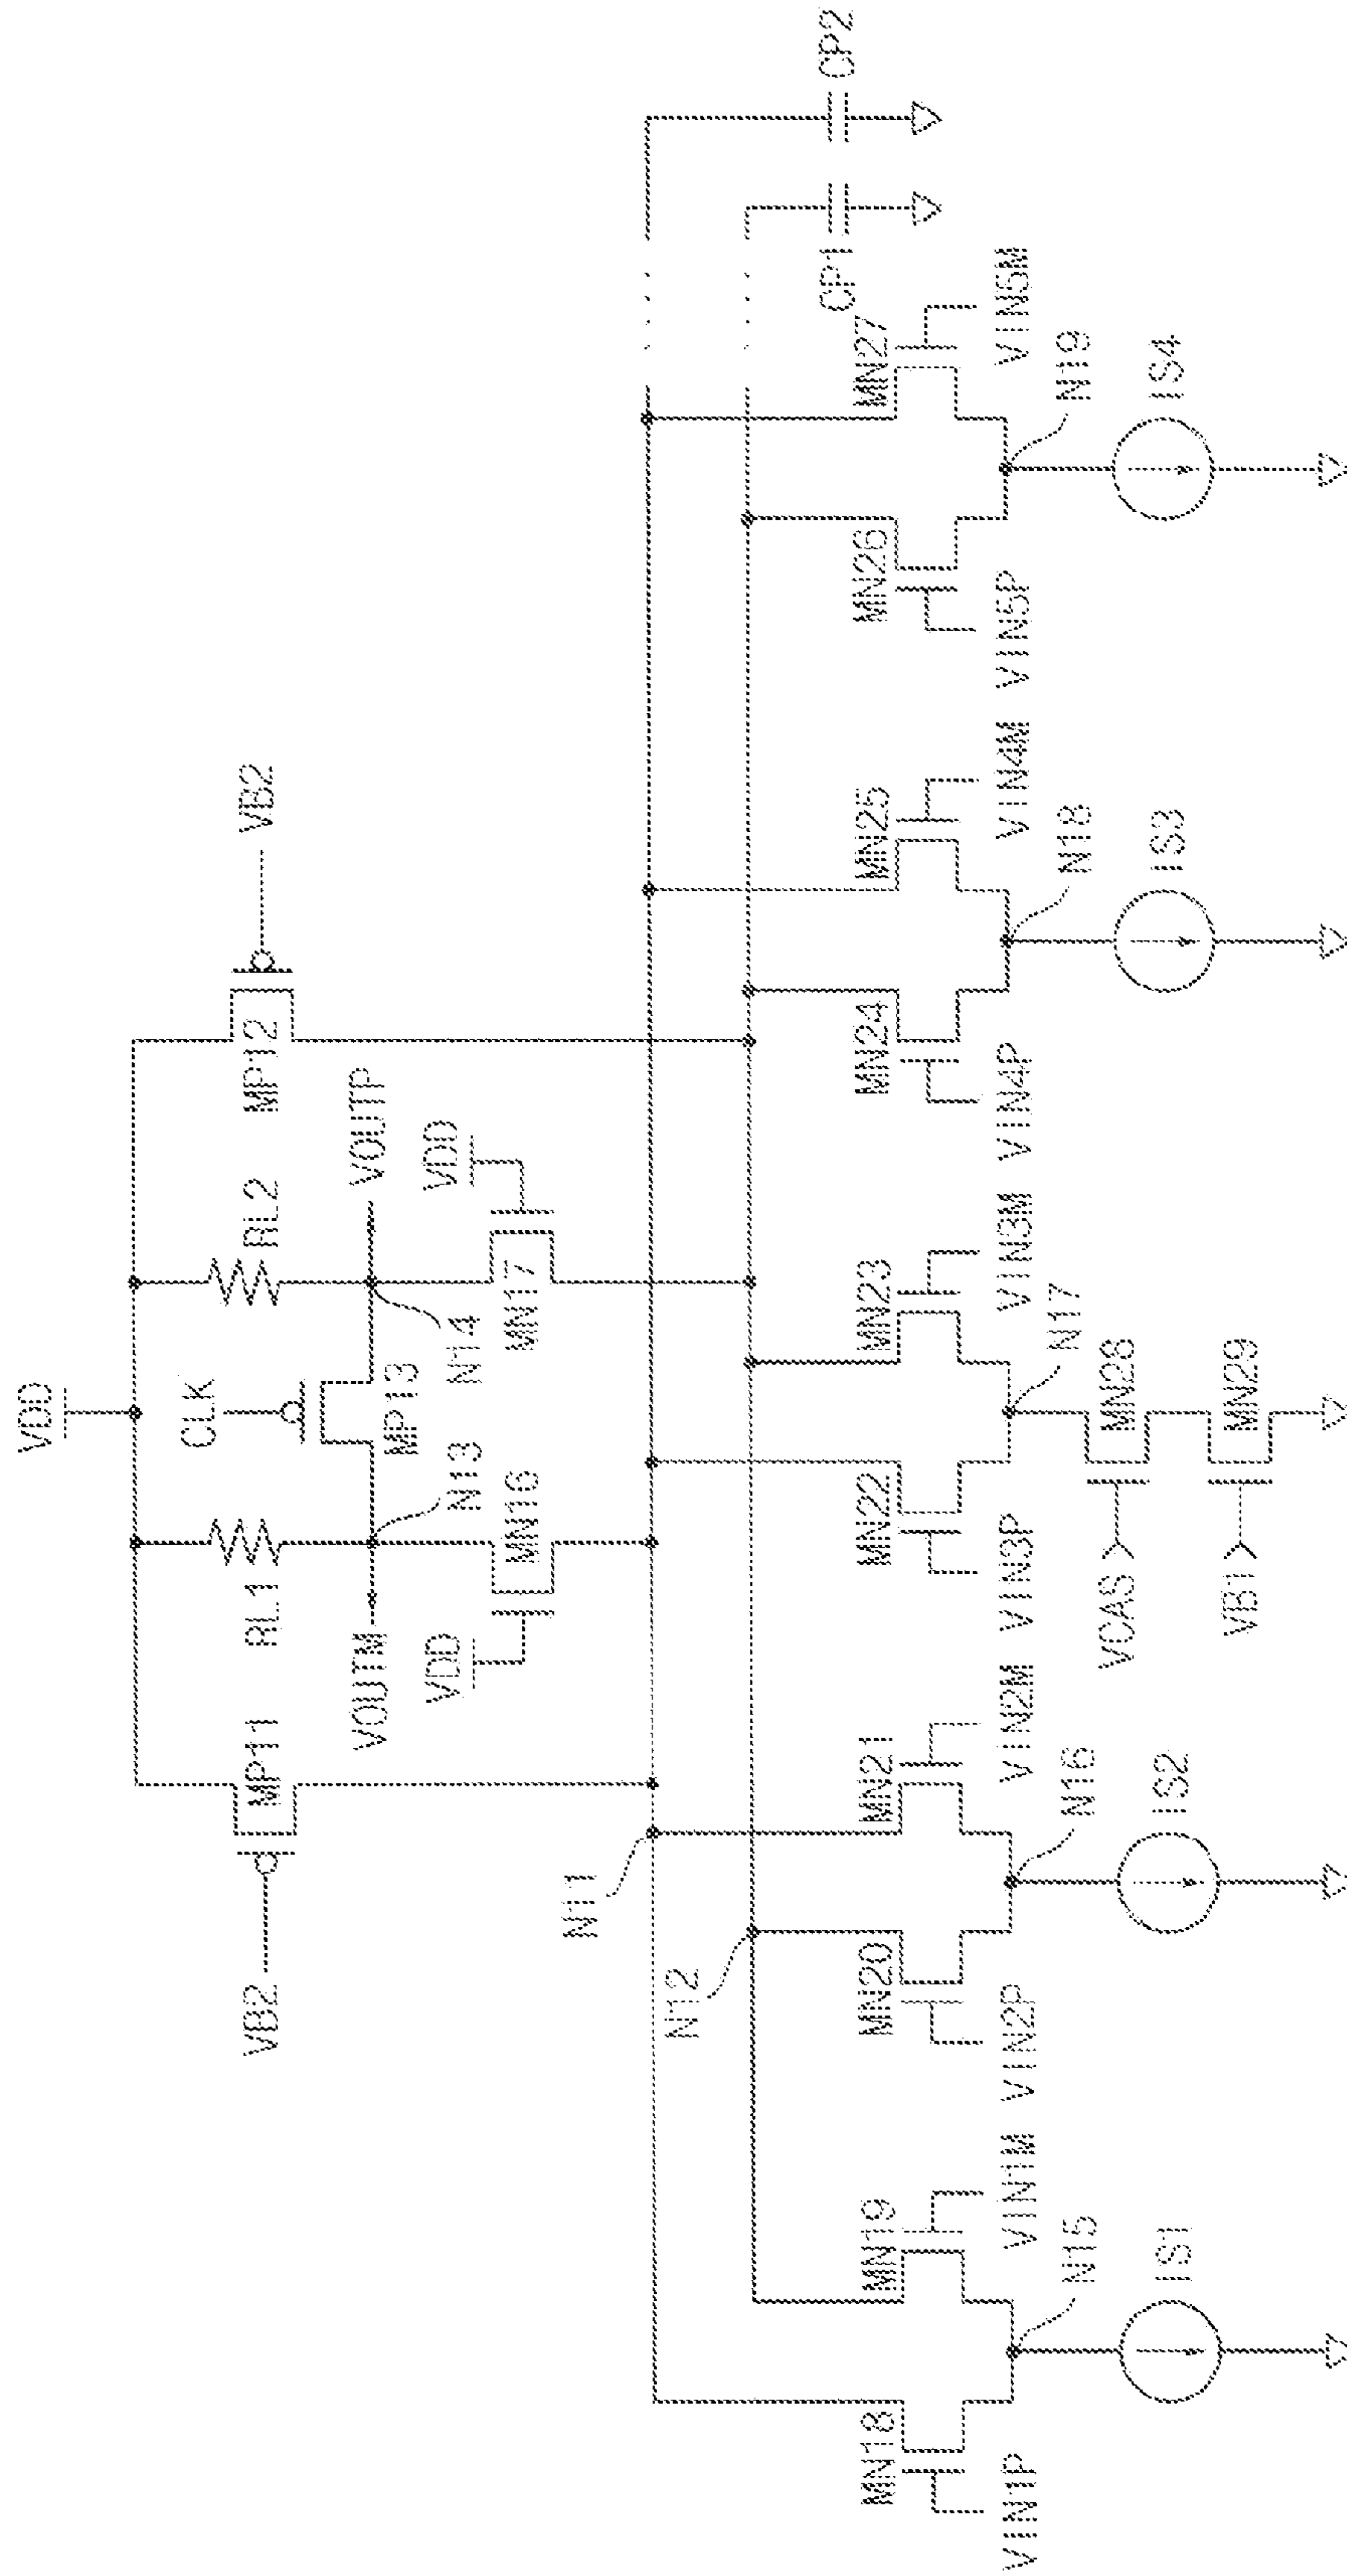 VDD
VB2
MP11
RL1
CLK
RL2
MP12
VB2
VOUTM
N13
MP13
N14
VOUTP
VDD
MN16
MN17
VDD
N11
N12
CP1
CP2
MN18
MN19
MN20
MN21
MN22
MN23
MN24
MN25
MN26
MN27
VIN1P
VIN1M
VIN2P
VIN2M
VIN3P
VIN3M
VIN4P
VIN4M
VIN5P
VIN5M
N15
N16
N17
N18
N19
IS1
IS2
VCAS
MN28
IS3
IS4
VB1
MN29